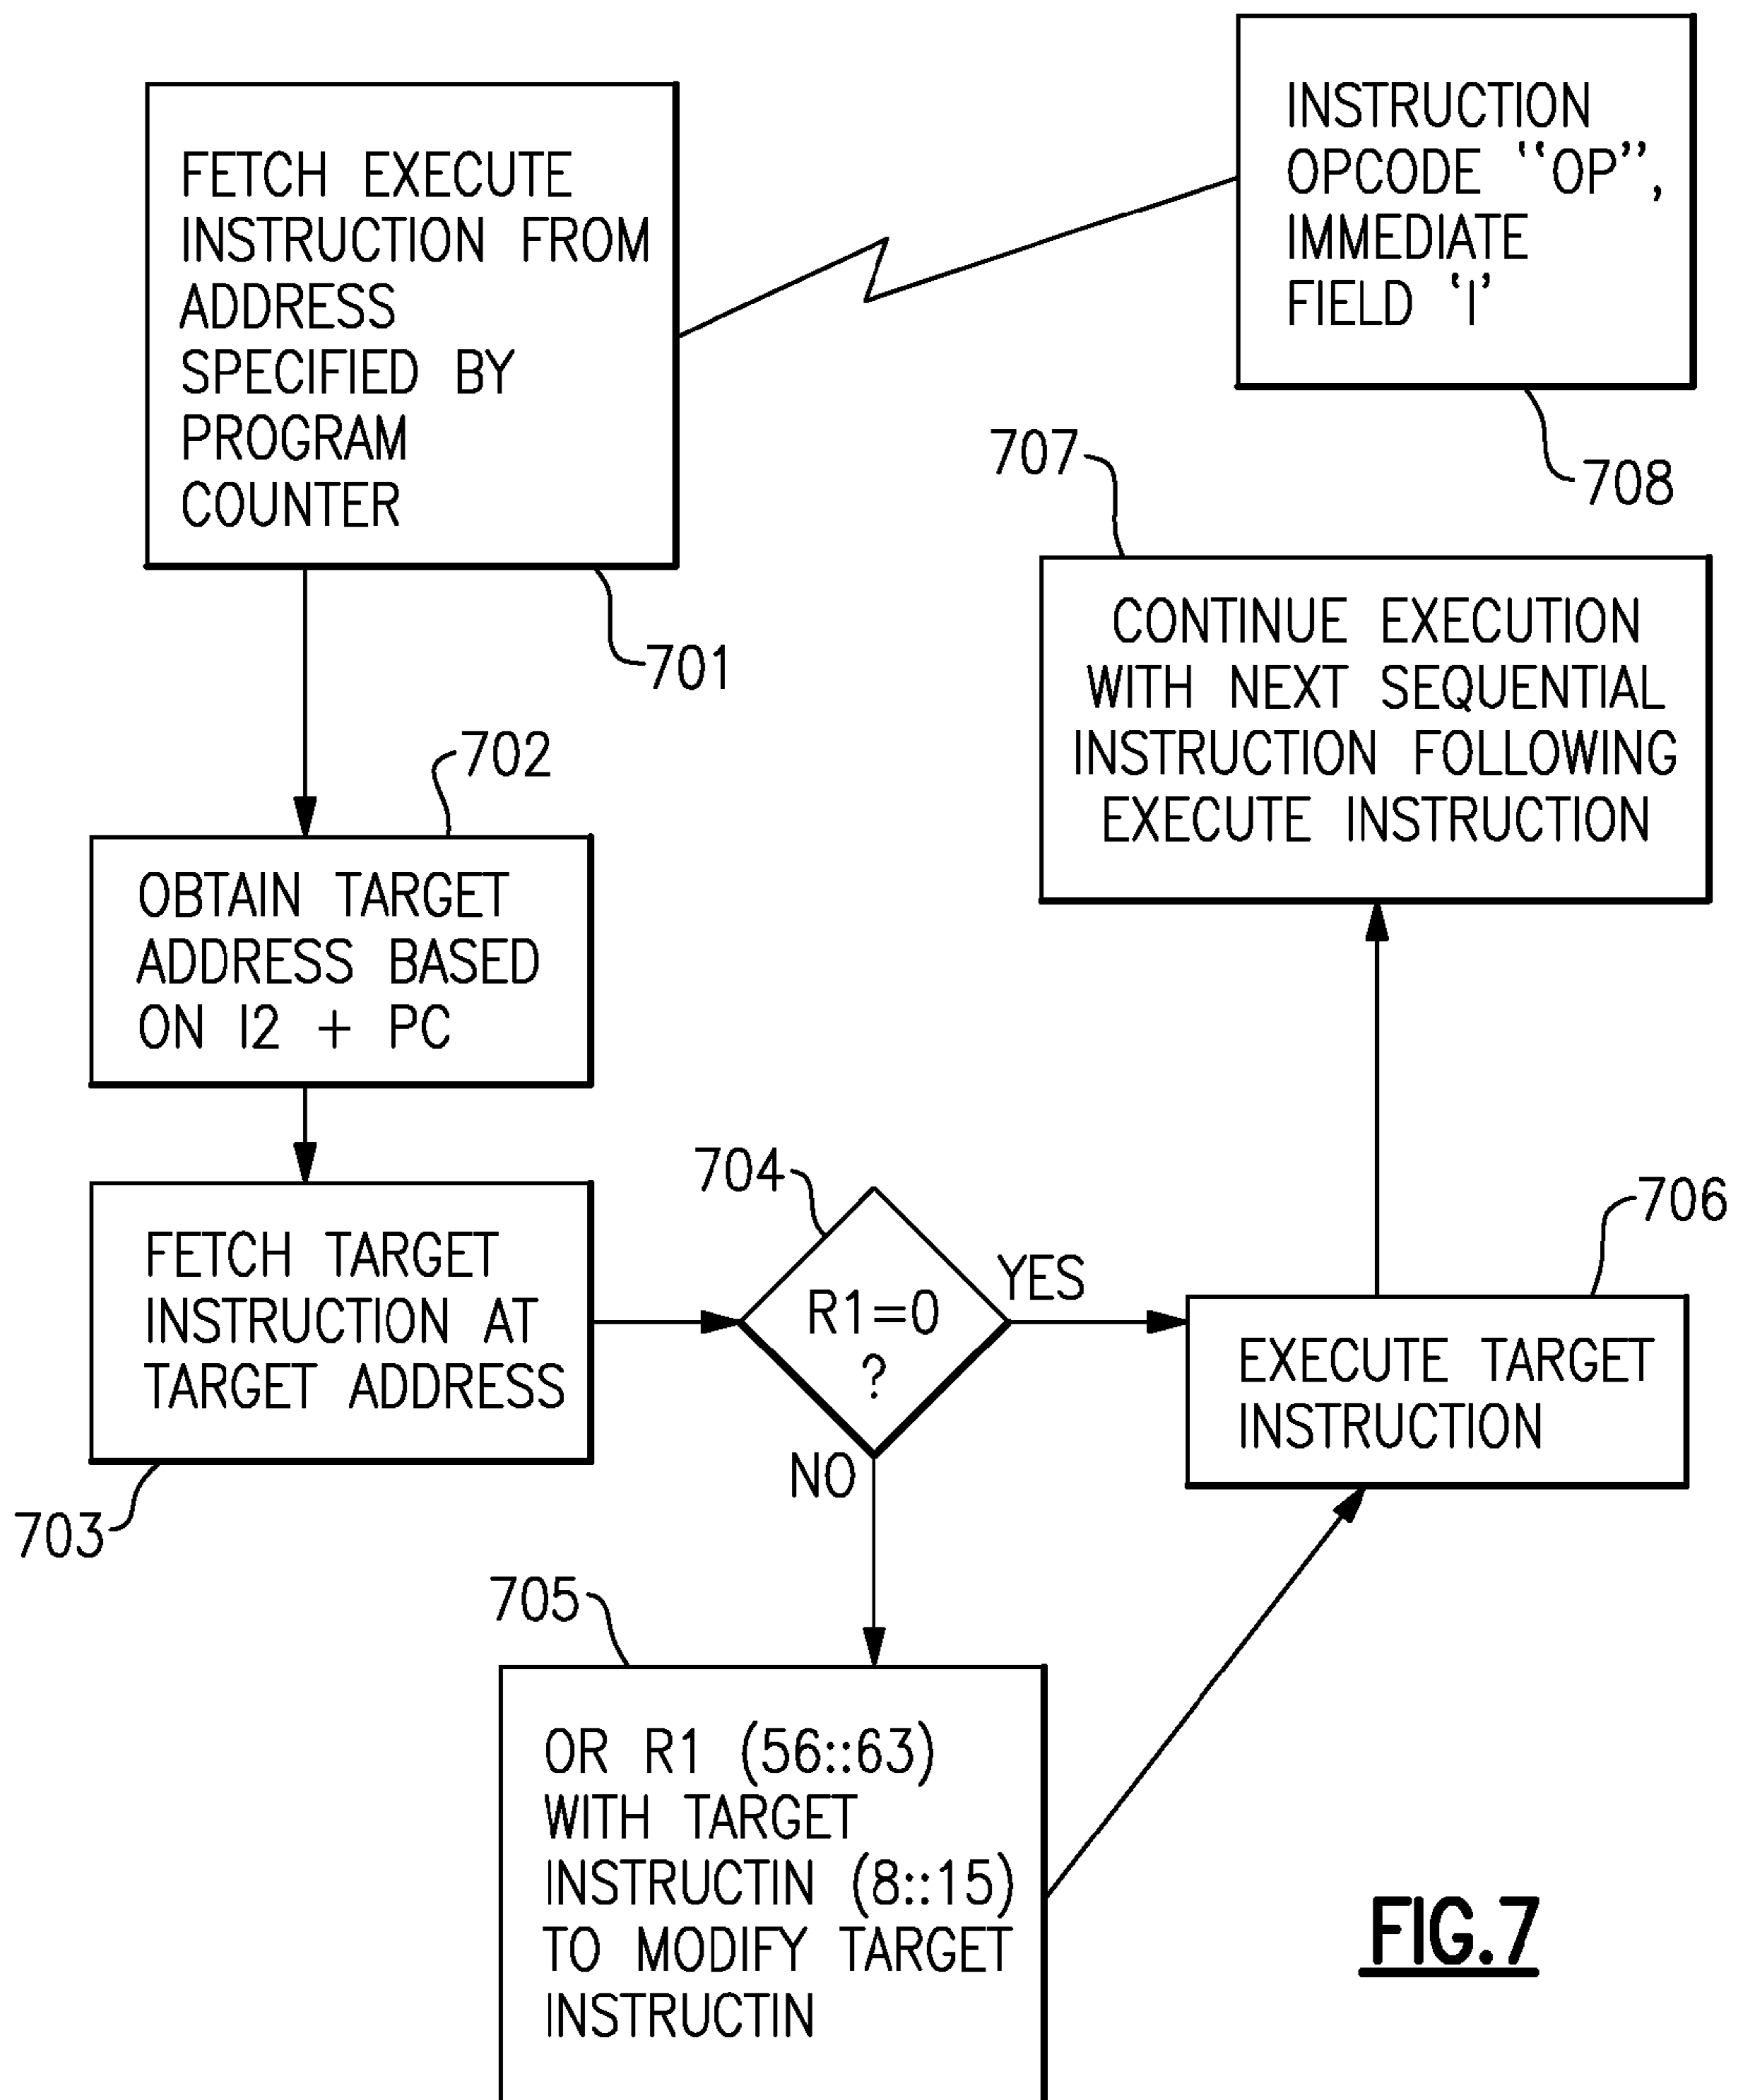 FETCH EXECUTE
INSTRUCTION FROM
ADDRESS
SPECIFIED BY
PROGRAM
COUNTER
701
INSTRUCTION
OPCODE “OP”,
IMMEDIATE
FIELD ‘I’
708
702
OBTAIN TARGET
ADDRESS BASED
ON I2 + PC
703
FETCH TARGET
INSTRUCTION AT
TARGET ADDRESS
704
R1=0
?
YES
NO
705
OR R1 (56::63)
WITH TARGET
INSTRUCTIN (8::15)
TO MODIFY TARGET
INSTRUCTIN
706
EXECUTE TARGET
INSTRUCTION
707
CONTINUE EXECUTION
WITH NEXT SEQUENTIAL
INSTRUCTION FOLLOWING
EXECUTE INSTRUCTION
FIG.7